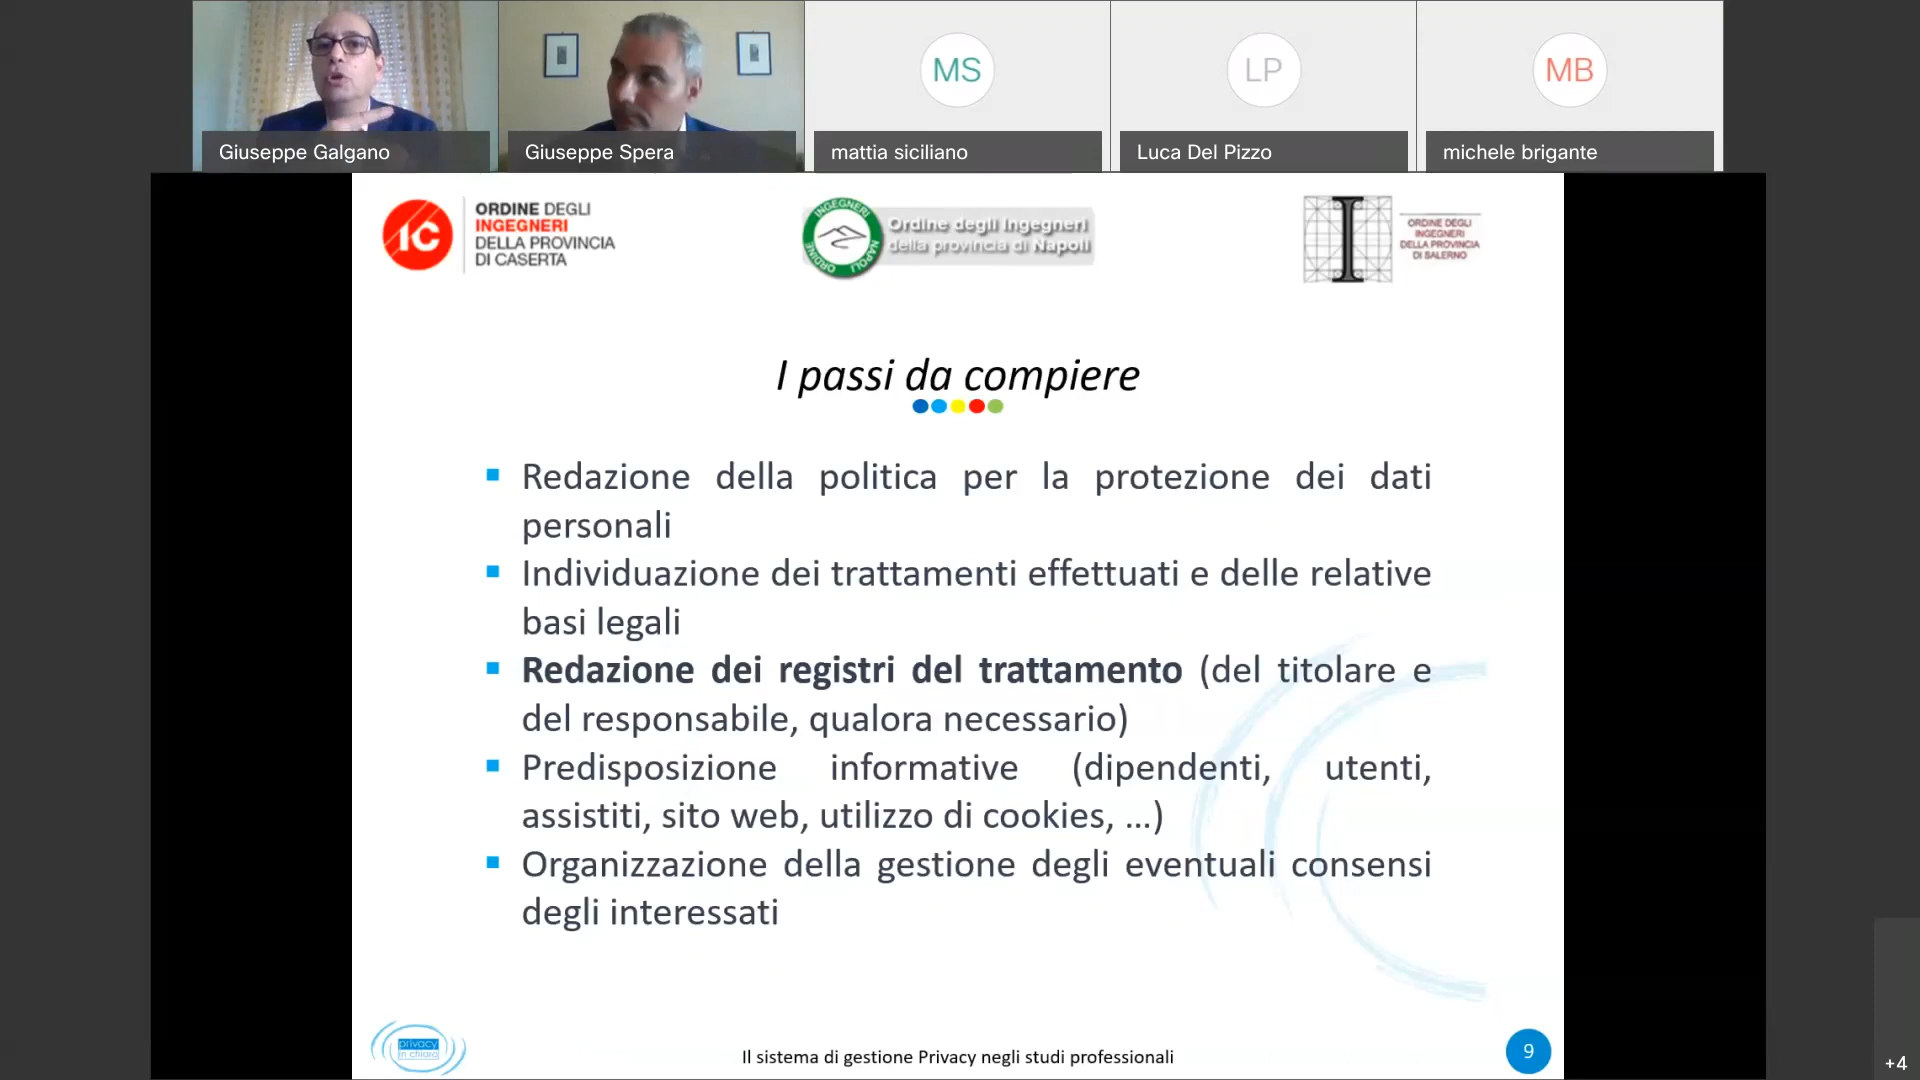 MS
LP
MB
Giuseppe Galgano
Giuseppe Spera
mattia siciliano
Luca Del Pizzo
michele brigante
IC
ORDINE DEGLI
INGEGNERI
DELLA PROVINCIA
DI CASERTA
INGEGNERI
ORDINE
NAPOLI
Ordine degli Ingegneri
della provincia di Napoli
I
ORDINE DEGLI
INGEGNERI
DELLA PROVINCIA
DI SALERNO
I passi da compiere
▪ Redazione della politica per la protezione dei dati
personali
▪ Individuazione dei trattamenti effettuati e delle relative
basi legali
▪ Redazione dei registri del trattamento (del titolare e
del responsabile, qualora necessario)
▪ Predisposizione informative (dipendenti, utenti,
assistiti, sito web, utilizzo di cookies, ...)
▪ Organizzazione della gestione degli eventuali consensi
degli interessati
privacy
in chiaro
Il sistema di gestione Privacy negli studi professionali
9
+4